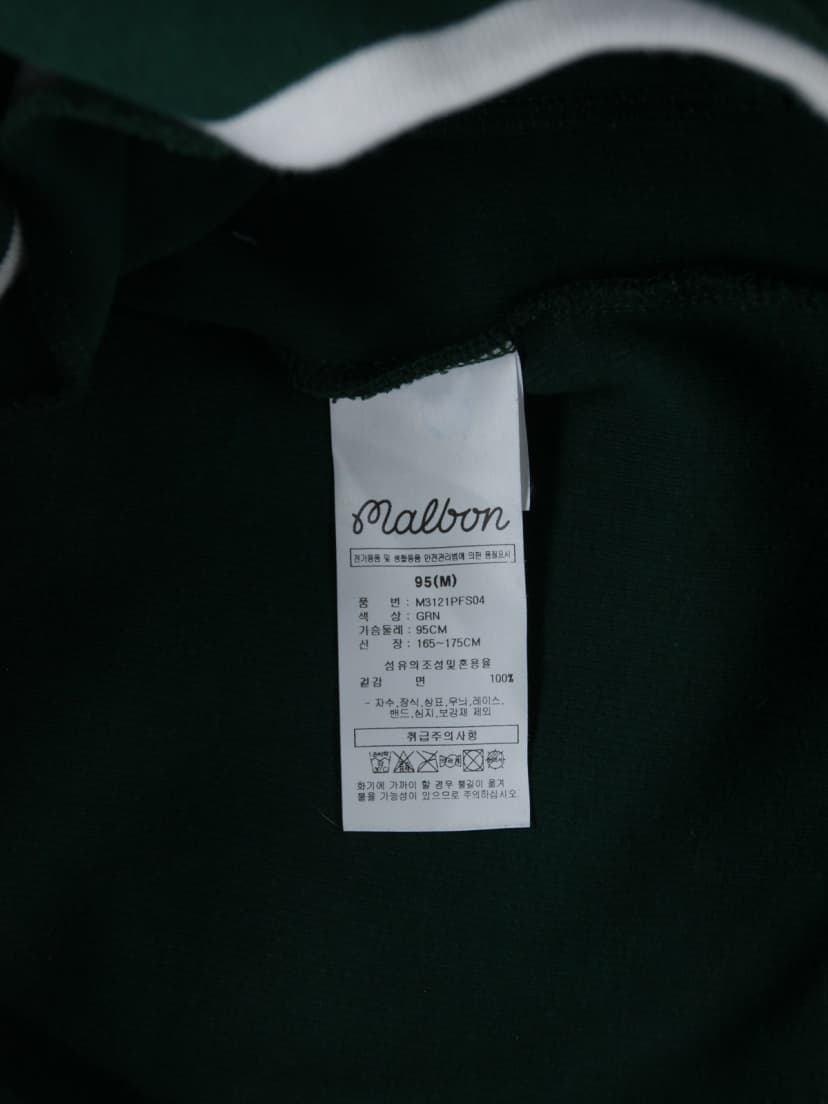 malbon
전기용품 및 생활용품 안전관리법에 의한 품질표시
95(M)
품 번 : M3121PFS04
색 상 : GRN
가슴둘레 : 95CM
신 장 : 165~175CM
섬유의조성및혼용율
겉감 면 100%
- 자수,장식,상표,무늬,레이스,
밴드,심지,보강재 제외
취급주의사항
화기에 가까이 할 경우 불길이 옮겨
붙을 가능성이 있으므로 주의하십시오